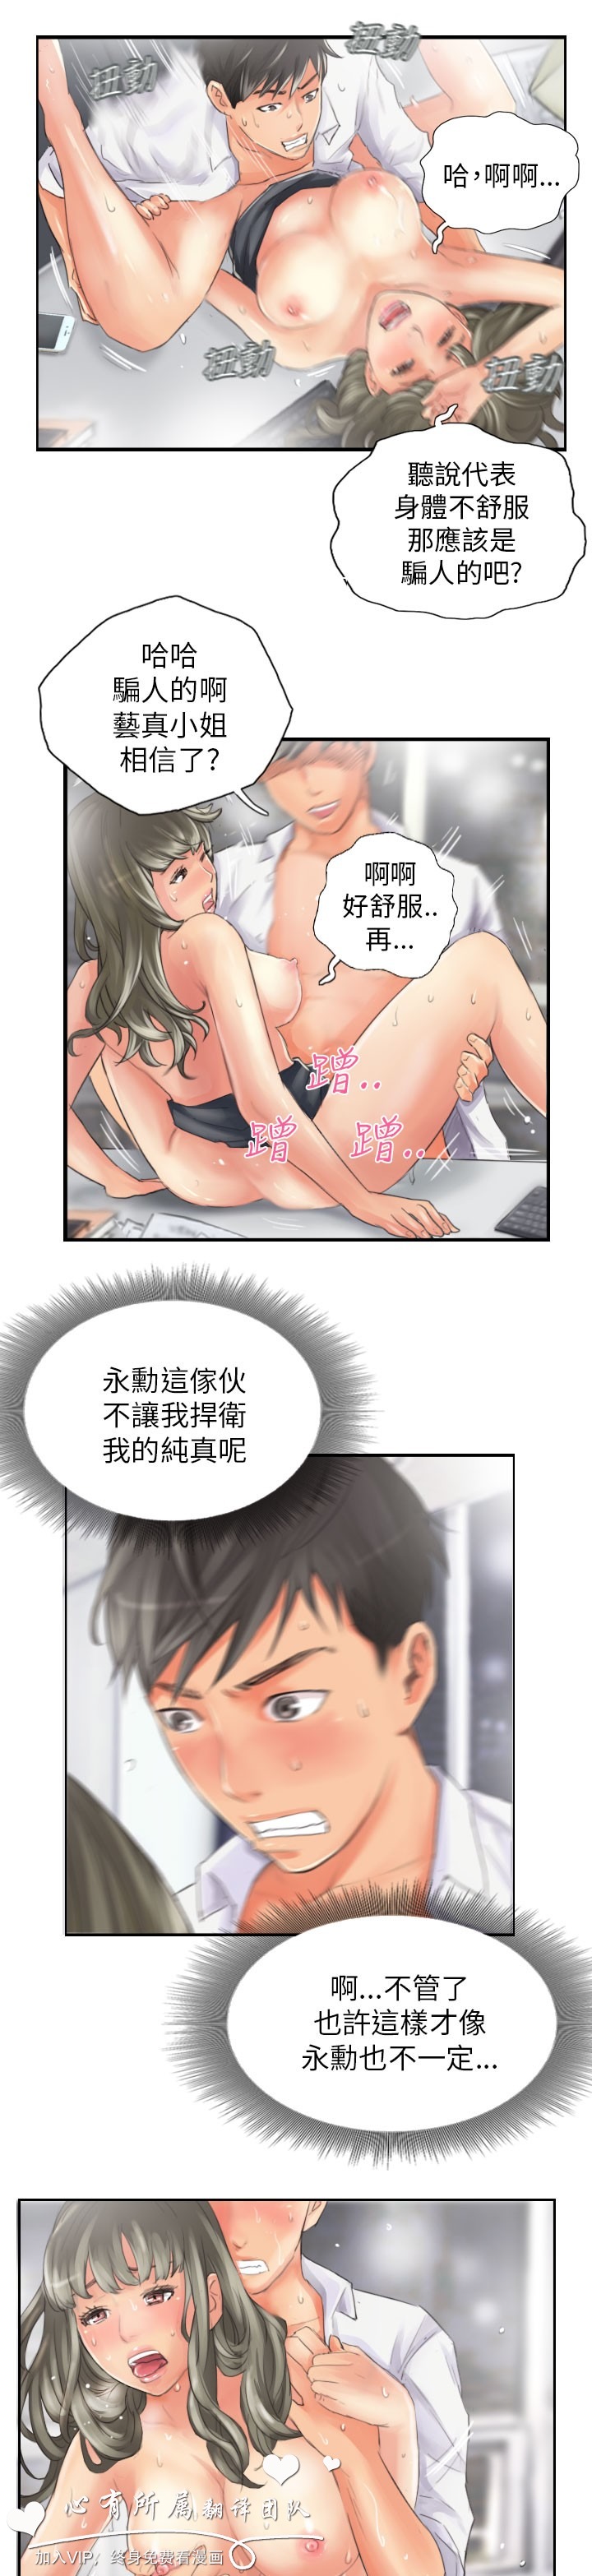 扭動
扭動
哈，啊啊...
扭動
扭動
聽說代表
身體不舒服
那應該是
騙人的吧?
哈哈
騙人的啊
藝真小姐
相信了?
啊啊
好舒服..
再...
蹭..
蹭
蹭..
永勳這傢伙
不讓我捍衛
我的純真呢
啊...不管了
也許這樣才像
永勳也不一定...
心有所属翻译团队
加入VIP，终身免费看漫画